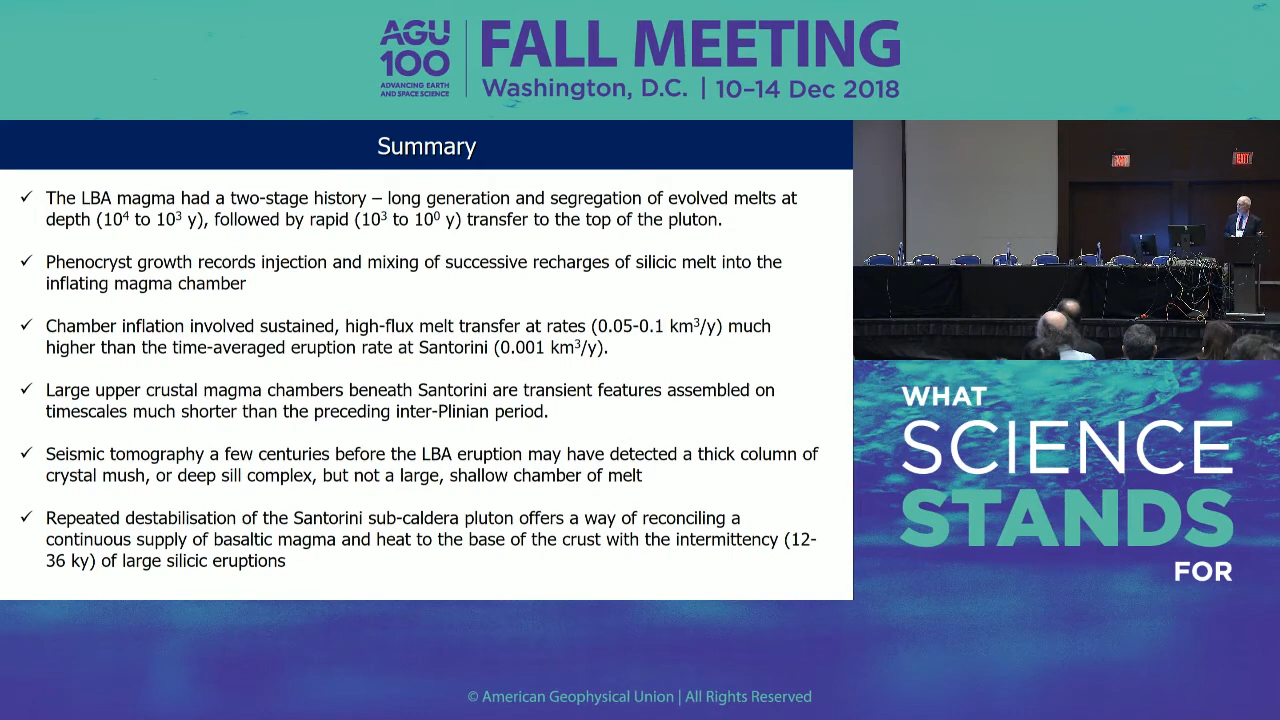 AGU
100
ADVANCING EARTH
AND SPACE SCIENCE
FALL MEETING
Washington, D.C. | 10–14 Dec 2018
Summary
✓ The LBA magma had a two-stage history – long generation and segregation of evolved melts at
depth (10⁴ to 10³ y), followed by rapid (10³ to 10⁰ y) transfer to the top of the pluton.
✓ Phenocryst growth records injection and mixing of successive recharges of silicic melt into the
inflating magma chamber
✓ Chamber inflation involved sustained, high-flux melt transfer at rates (0.05-0.1 km³/y) much
higher than the time-averaged eruption rate at Santorini (0.001 km³/y).
✓ Large upper crustal magma chambers beneath Santorini are transient features assembled on
timescales much shorter than the preceding inter-Plinian period.
✓ Seismic tomography a few centuries before the LBA eruption may have detected a thick column of
crystal mush, or deep sill complex, but not a large, shallow chamber of melt
✓ Repeated destabilisation of the Santorini sub-caldera pluton offers a way of reconciling a
continuous supply of basaltic magma and heat to the base of the crust with the intermittency (12-
36 ky) of large silicic eruptions
EXIT
EXIT
WHAT
SCIENCE
STANDS
FOR
© American Geophysical Union | All Rights Reserved